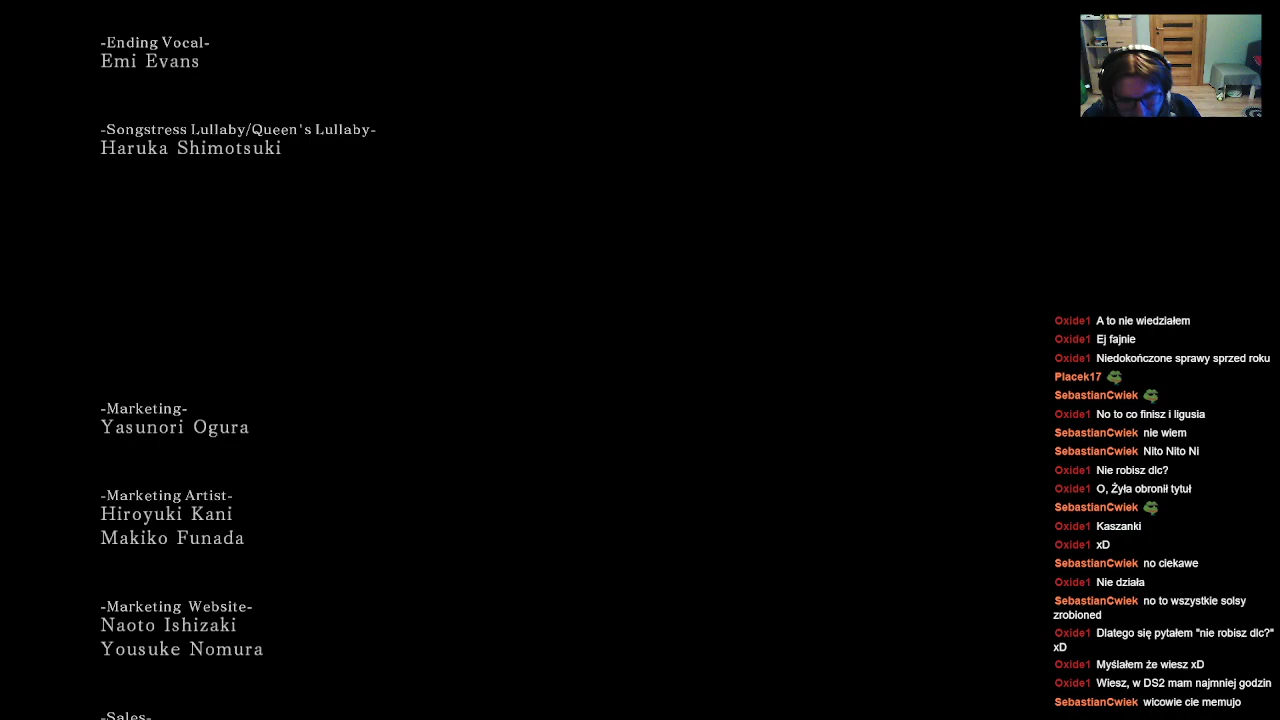 -Ending Vocal-
Emi Evans
-Songstress Lullaby/Queen's Lullaby-
Haruka Shimotsuki
-Marketing-
Yasunori Ogura
-Marketing Artist-
Hiroyuki Kani
Makiko Funada
-Marketing Website-
Naoto Ishizaki
Yousuke Nomura
-Sales-
Oxide1 A to nie wiedziałem
Oxide1 Ej fajnie
Oxide1 Niedokończone sprawy sprzed roku
Placek17
SebastianCwiek
Oxide1 No to co finisz i ligusia
SebastianCwiek nie wiem
SebastianCwiek Nito Nito Ni
Oxide1 Nie robisz dlc?
Oxide1 O, Żyła obronił tytuł
SebastianCwiek
Oxide1 Kaszanki
Oxide1 xD
SebastianCwiek no ciekawe
Oxide1 Nie działa
SebastianCwiek no to wszystkie solsy
zrobioned
Oxide1 Dlatego się pytałem "nie robisz dlc?"
xD
Oxide1 Myślałem że wiesz xD
Oxide1 Wiesz, w DS2 mam najmniej godzin
SebastianCwiek wicowie cie memujo